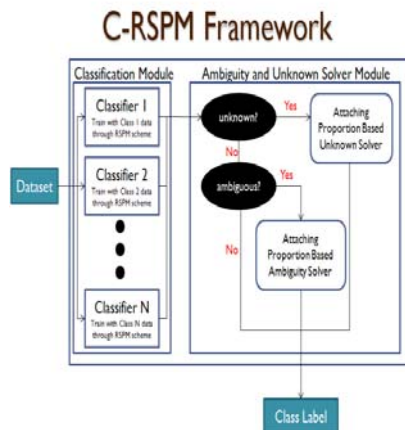 C-RSPM Framework
Classification Module
Ambiguity and Unknown Solver Module
Dataset
Classifier 1
Train with Class 1 data
through RSPM scheme
Classifier 2
Train with Class 2 data
through RSPM scheme
Classifier N
Train with Class N data
through RSPM scheme
unknown?
Yes
Attaching
Proportion Based
Unknown Solver
No
ambiguous?
Yes
No
Attaching
Proportion Based
Ambiguity Solver
Class Label